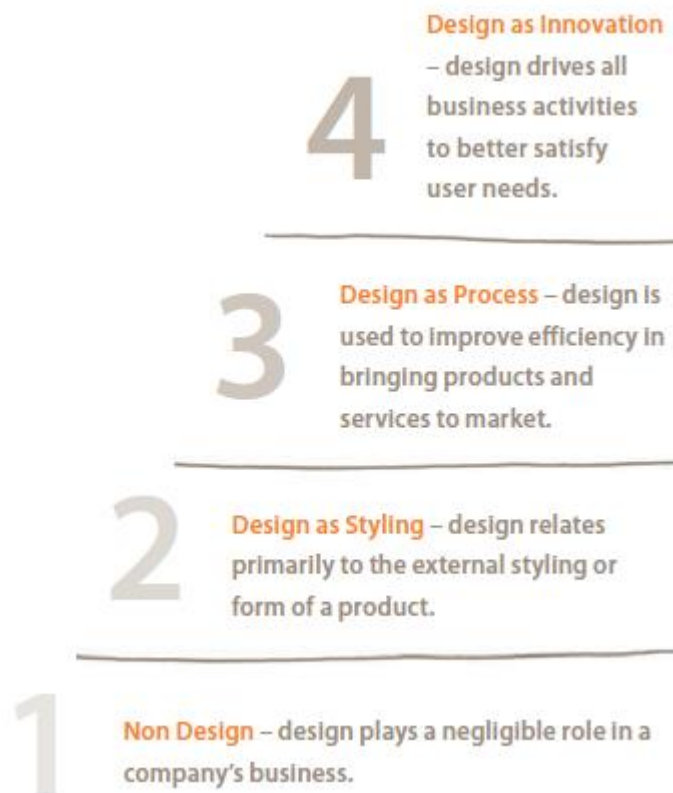 4
Design as Innovation
– design drives all
business activities
to better satisfy
user needs.
3
Design as Process – design is
used to improve efficiency in
bringing products and
services to market.
2
Design as Styling – design relates
primarily to the external styling or
form of a product.
1
Non Design – design plays a negligible role in a
company's business.